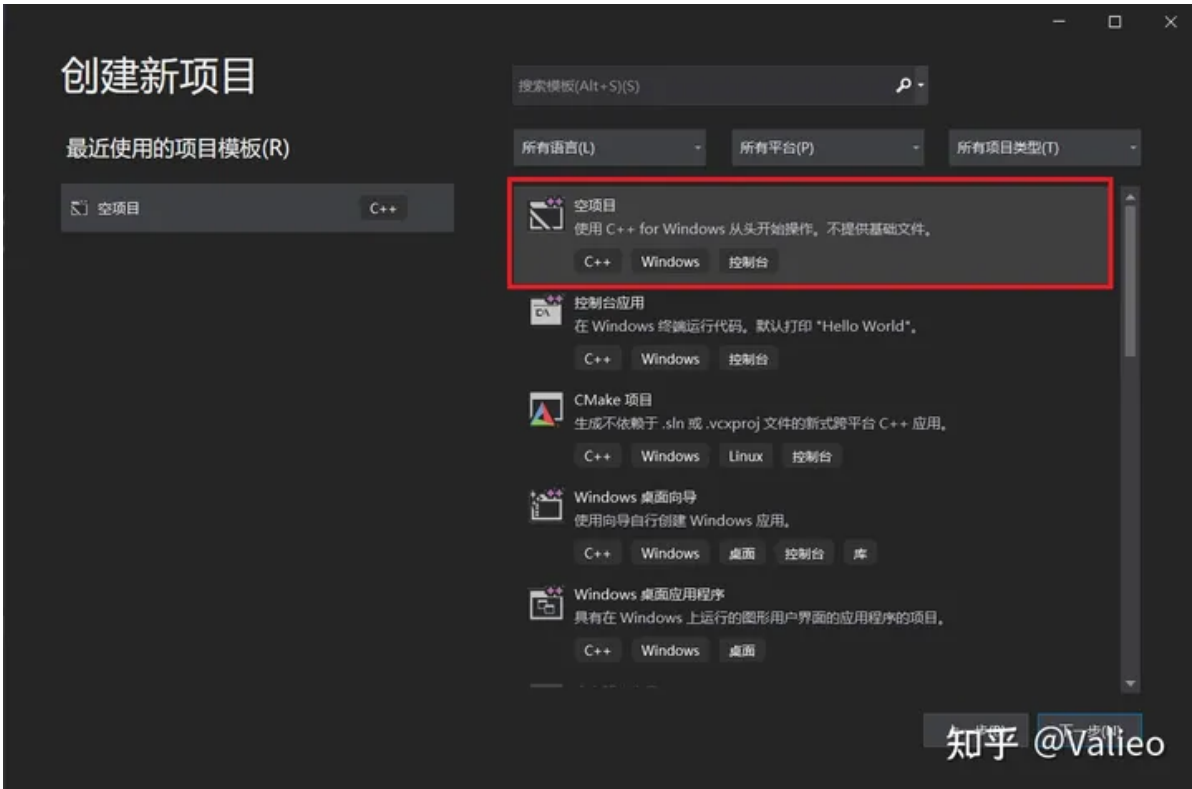 创建新项目
搜索模板(Alt+S)(S)
最近使用的项目模板(R)
所有语言(L)
所有平台(P)
所有项目类型(T)
空项目
C++
空项目
使用 C++ for Windows 从头开始操作。不提供基础文件。
C++ Windows 控制台
控制台应用
在 Windows 终端运行代码。默认打印 "Hello World"。
C++ Windows 控制台
CMake 项目
生成不依赖于 .sln 或 .vcxproj 文件的新式跨平台 C++ 应用。
C++ Windows Linux 控制台
Windows 桌面向导
使用向导自行创建 Windows 应用。
C++ Windows 桌面 控制台 库
Windows 桌面应用程序
具有在 Windows 上运行的图形用户界面的应用程序的项目。
C++ Windows 桌面
下一步(N)
知乎 @Valieo